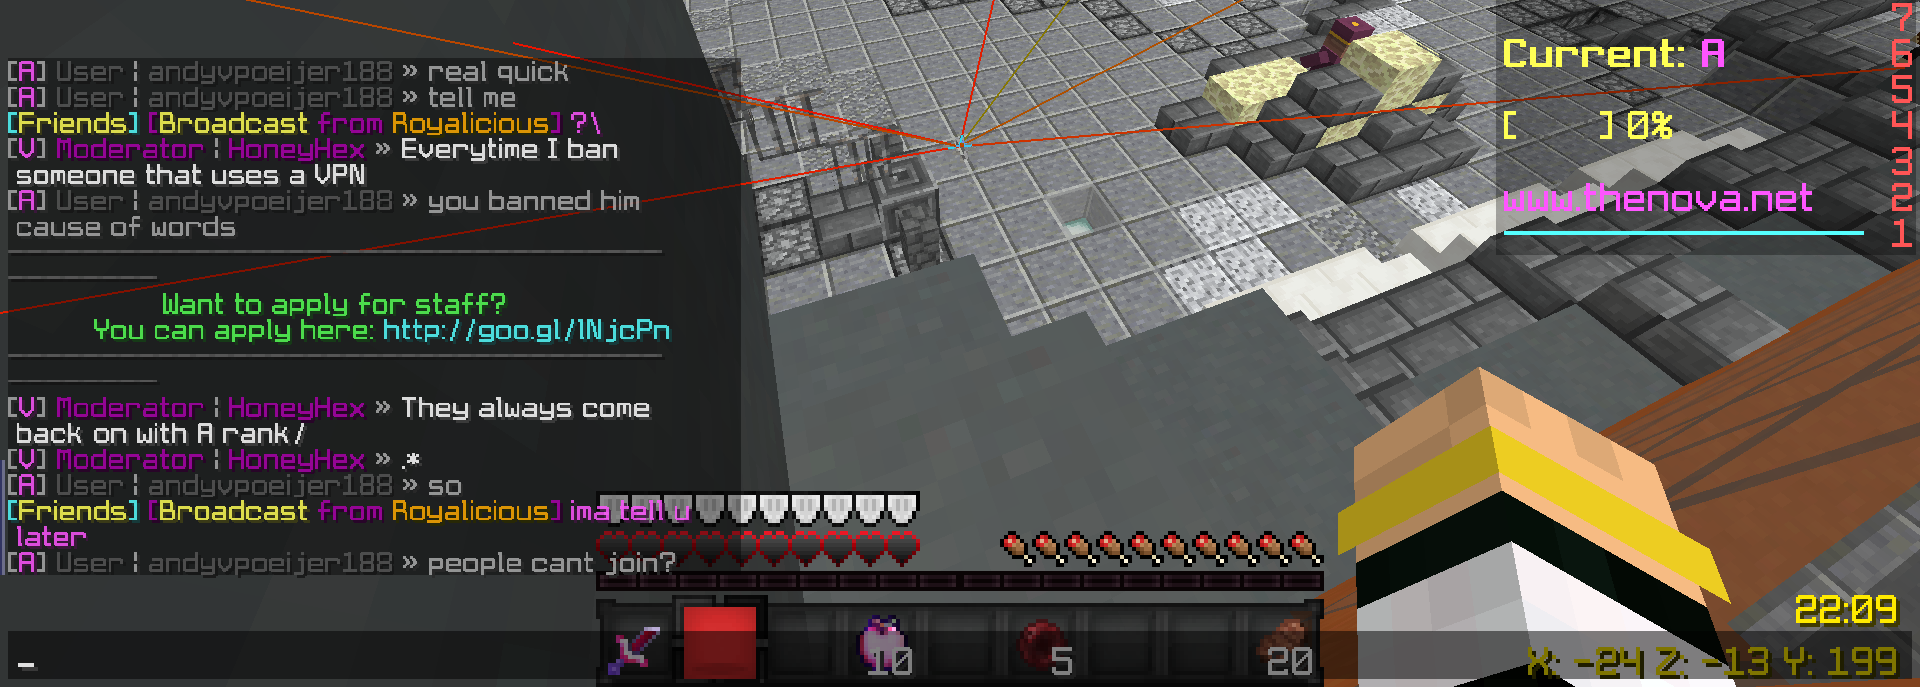 [A] User ¦ andyvpoeijer188 » real quick
[A] User ¦ andyvpoeijer188 » tell me
[Friends] [Broadcast from Royalicious] ?\
[V] Moderator ¦ HoneyHex » Everytime I ban
someone that uses a VPN
[A] User ¦ andyvpoeijer188 » you banned him
cause of words
Want to apply for staff?
You can apply here: http://goo.gl/lNjcPn
[V] Moderator ¦ HoneyHex » They always come
back on with A rank/
[V] Moderator ¦ HoneyHex » .*
[A] User ¦ andyvpoeijer188 » so
[Friends] [Broadcast from Royalicious] ima tell u
later
[A] User ¦ andyvpoeijer188 » people cant join?
_
7
Current: A 6
5
[ ] 0% 4
3
www.thenova.net 2
1
10 5 20
22:09
X: -24 Z: -13 Y: 199